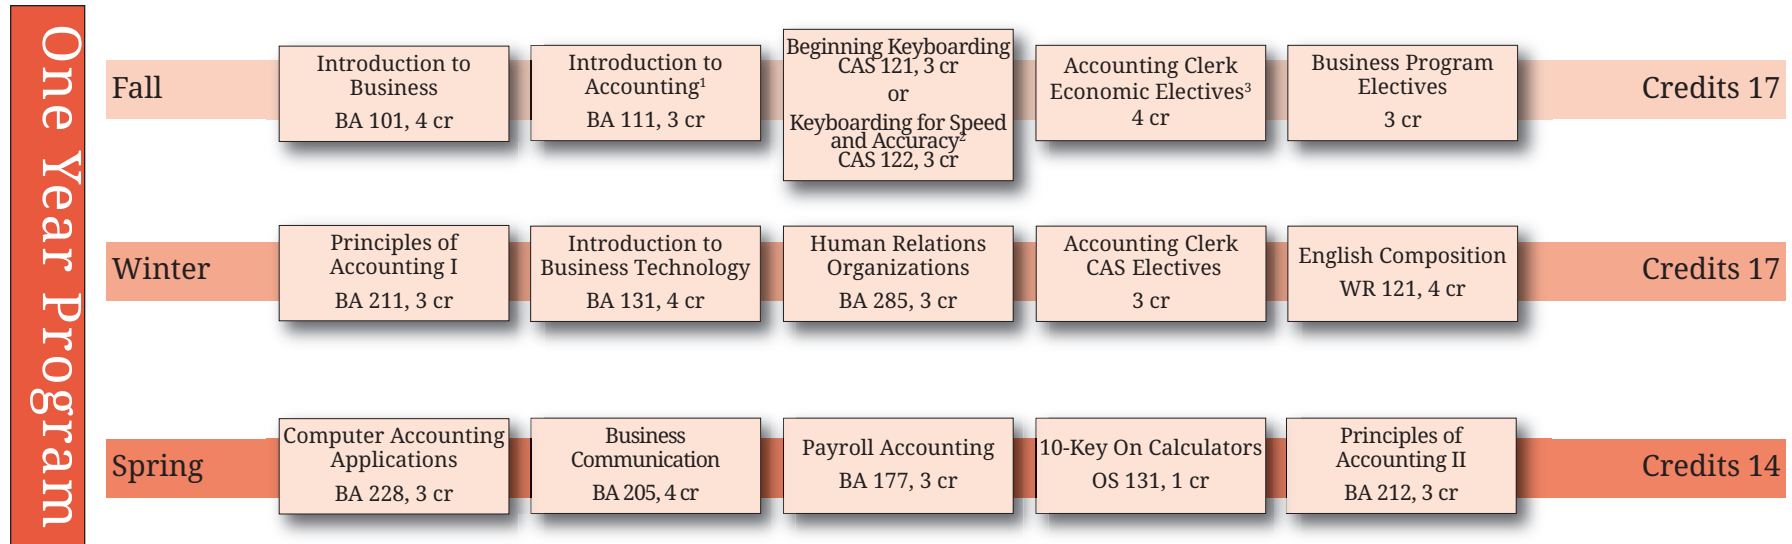 One Year Program
Fall
Introduction to
Business
BA 101, 4 cr
Introduction to
Accounting¹
BA 111, 3 cr
Beginning Keyboarding
CAS 121, 3 cr
or
Keyboarding for Speed
and Accuracy²
CAS 122, 3 cr
Accounting Clerk
Economic Electives³
4 cr
Business Program
Electives
3 cr
Credits 17
Winter
Principles of
Accounting I
BA 211, 3 cr
Introduction to
Business Technology
BA 131, 4 cr
Human Relations
Organizations
BA 285, 3 cr
Accounting Clerk
CAS Electives
3 cr
English Composition
WR 121, 4 cr
Credits 17
Spring
Computer Accounting
Applications
BA 228, 3 cr
Business
Communication
BA 205, 4 cr
Payroll Accounting
BA 177, 3 cr
10-Key On Calculators
OS 131, 1 cr
Principles of
Accounting II
BA 212, 3 cr
Credits 14